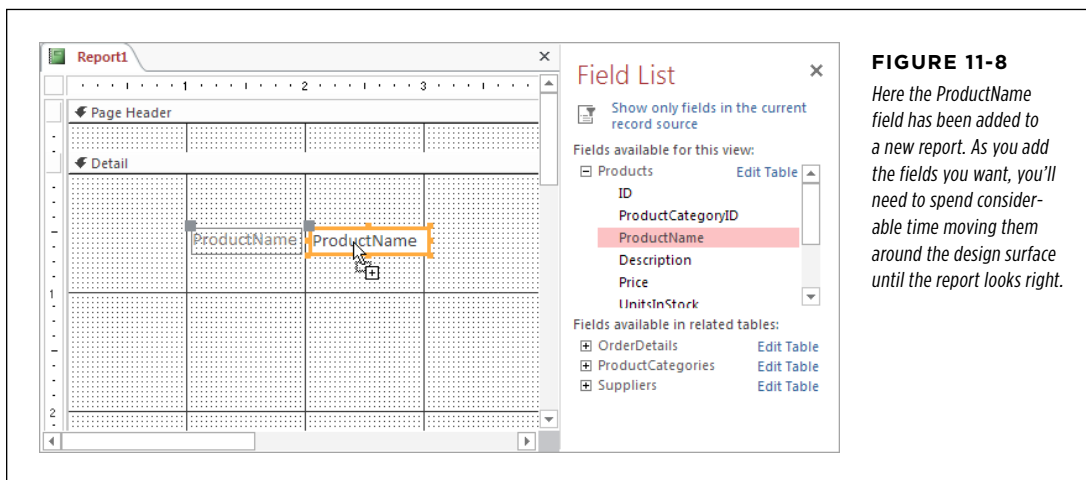 Report1
1 2 3
Page Header
Detail
ProductName ProductName
1
2
Field List
Show only fields in the current
record source
Fields available for this view:
Products Edit Table
ID
ProductCategoryID
ProductName
Description
Price
UnitsInStock
Fields available in related tables:
OrderDetails Edit Table
ProductCategories Edit Table
Suppliers Edit Table
FIGURE 11-8
Here the ProductName
field has been added to
a new report. As you add
the fields you want, you’ll
need to spend consider-
able time moving them
around the design surface
until the report looks right.